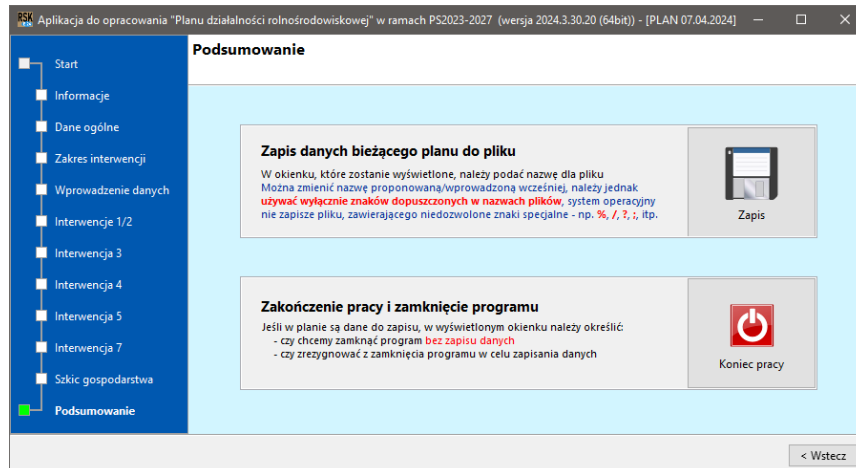 RSK Aplikacja do opracowania "Planu działalności rolnośrodowiskowej" w ramach PS2023-2027 (wersja 2024.3.30.20 (64bit)) - [PLAN 07.04.2024]
Podsumowanie
Start
Informacje
Dane ogólne
Zakres interwencji
Wprowadzenie danych
Interwencje 1/2
Interwencja 3
Interwencja 4
Interwencja 5
Interwencja 7
Szkic gospodarstwa
Podsumowanie
Zapis danych bieżącego planu do pliku
W okienku, które zostanie wyświetlone, należy podać nazwę dla pliku
Można zmienić nazwę proponowaną/wprowadzoną wcześniej, należy jednak
używać wyłącznie znaków dopuszczonych w nazwach plików, system operacyjny
nie zapisze pliku, zawierającego niedozwolone znaki specjalne - np. %, /, ?, :, itp.
Zapis
Zakończenie pracy i zamknięcie programu
Jeśli w planie są dane do zapisu, w wyświetlonym okienku należy określić:
- czy chcemy zamknąć program bez zapisu danych
- czy zrezygnować z zamknięcia programu w celu zapisania danych
Koniec pracy
< Wstecz